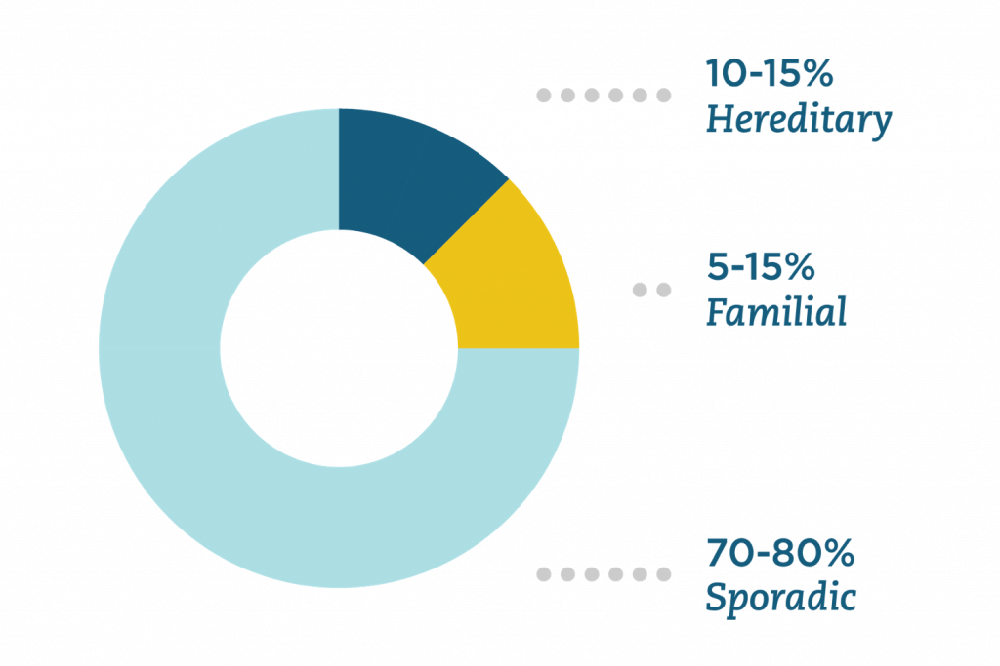 10-15%
Hereditary
5-15%
Familial
70-80%
Sporadic